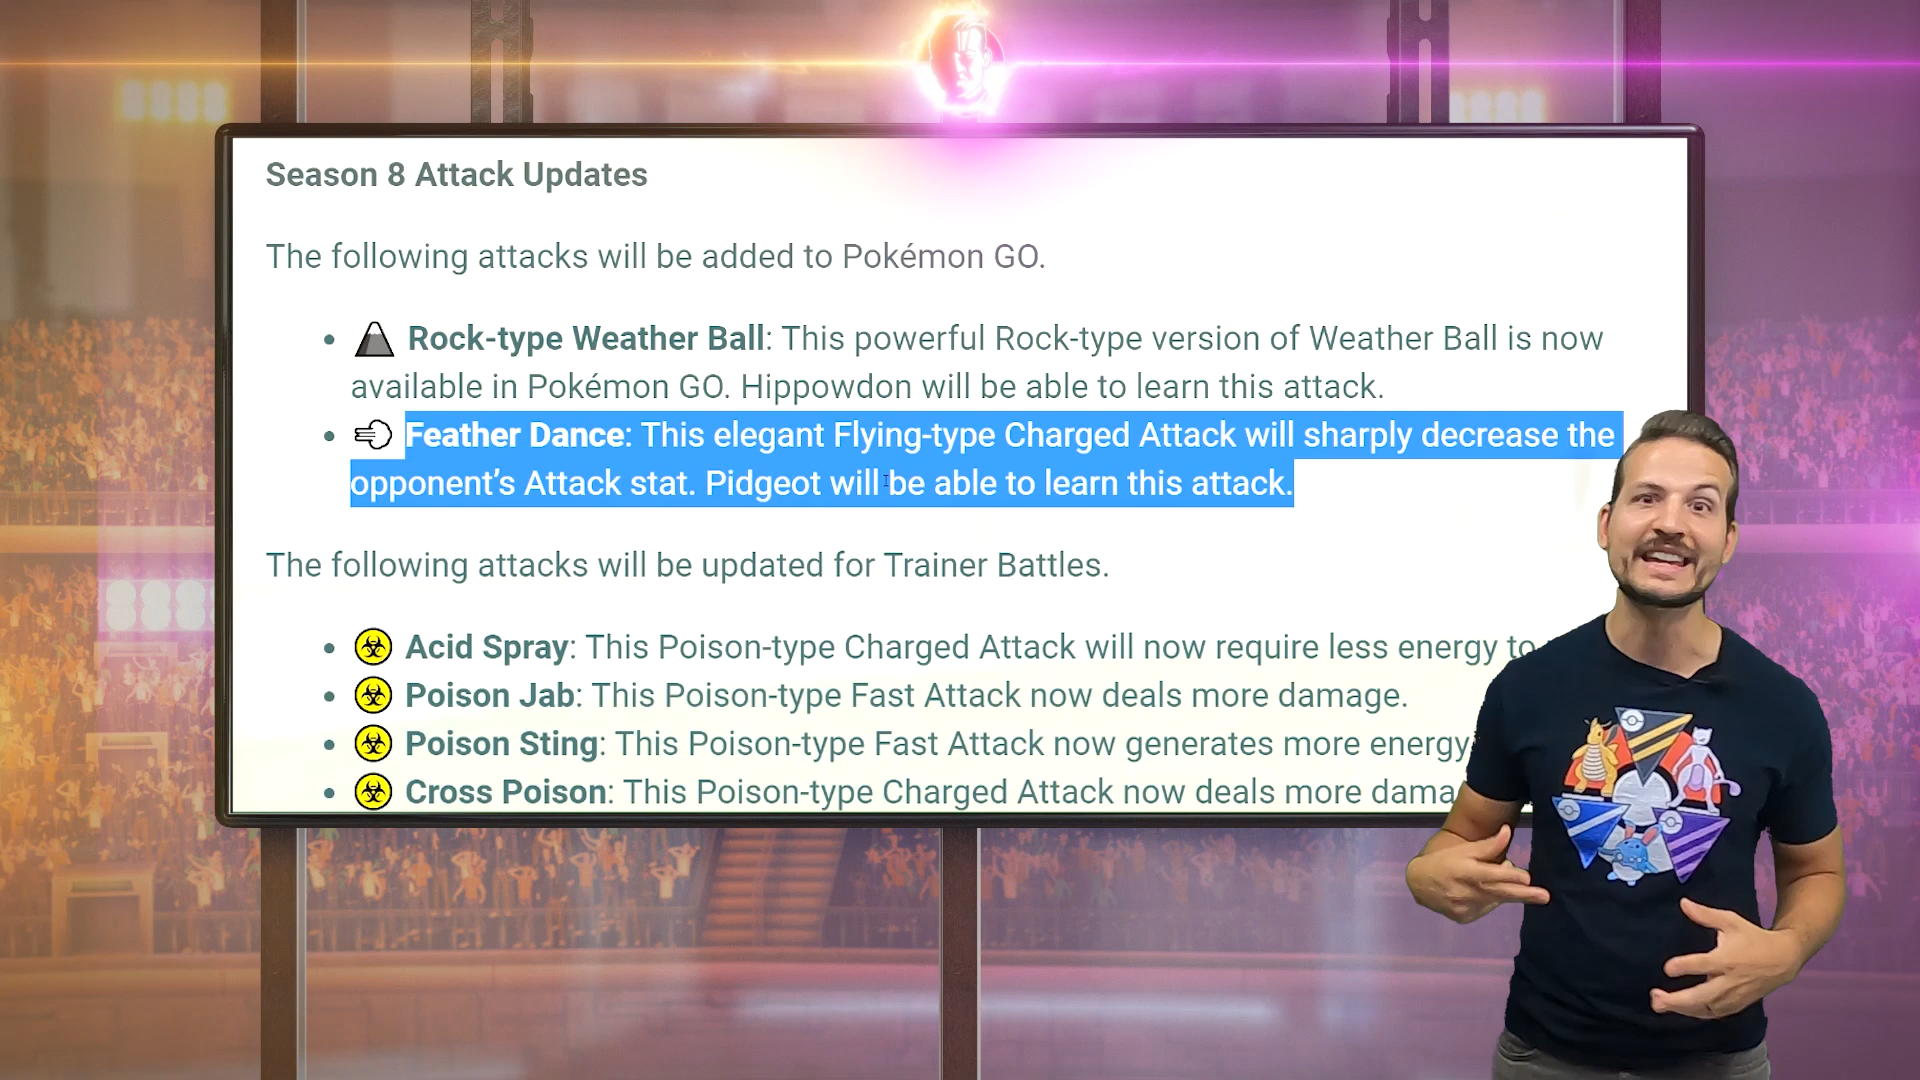 Season 8 Attack Updates
The following attacks will be added to Pokémon GO.
• Rock-type Weather Ball: This powerful Rock-type version of Weather Ball is now
available in Pokémon GO. Hippowdon will be able to learn this attack.
• Feather Dance: This elegant Flying-type Charged Attack will sharply decrease the
opponent’s Attack stat. Pidgeot will be able to learn this attack.
The following attacks will be updated for Trainer Battles.
• Acid Spray: This Poison-type Charged Attack will now require less energy to
• Poison Jab: This Poison-type Fast Attack now deals more damage.
• Poison Sting: This Poison-type Fast Attack now generates more energy
• Cross Poison: This Poison-type Charged Attack now deals more dama